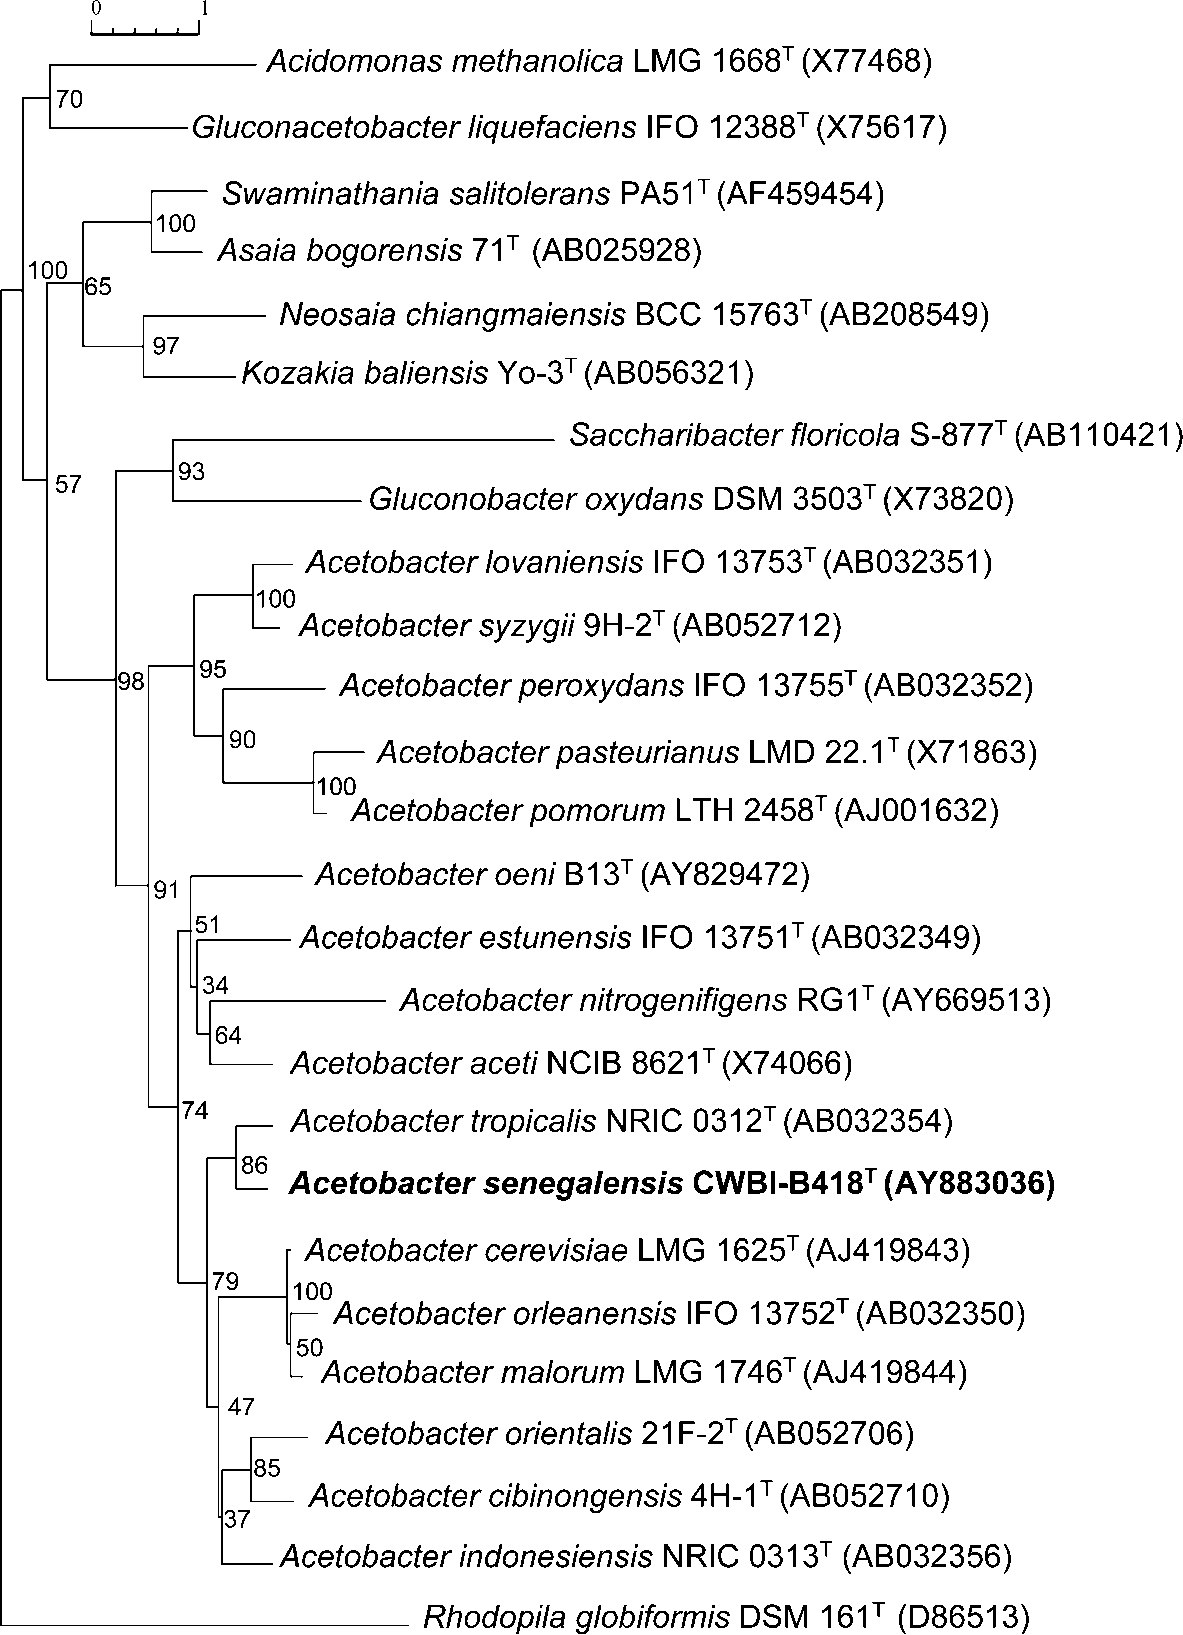 0 1
Acidomonas methanolica LMG 1668ᵀ (X77468)
70
Gluconacetobacter liquefaciens IFO 12388ᵀ (X75617)
Swaminathania salitolerans PA51ᵀ (AF459454)
100
Asaia bogorensis 71ᵀ (AB025928)
100
65
Neosaia chiangmaiensis BCC 15763ᵀ (AB208549)
97
Kozakia baliensis Yo-3ᵀ (AB056321)
Saccharibacter floricola S-877ᵀ (AB110421)
93
57
Gluconobacter oxydans DSM 3503ᵀ (X73820)
Acetobacter lovaniensis IFO 13753ᵀ (AB032351)
100
Acetobacter syzygii 9H-2ᵀ (AB052712)
95
98
Acetobacter peroxydans IFO 13755ᵀ (AB032352)
90
Acetobacter pasteurianus LMD 22.1ᵀ (X71863)
100
Acetobacter pomorum LTH 2458ᵀ (AJ001632)
Acetobacter oeni B13ᵀ (AY829472)
91
51
Acetobacter estunensis IFO 13751ᵀ (AB032349)
34
Acetobacter nitrogenifigens RG1ᵀ (AY669513)
64
Acetobacter aceti NCIB 8621ᵀ (X74066)
74
Acetobacter tropicalis NRIC 0312ᵀ (AB032354)
86
Acetobacter senegalensis CWBI-B418ᵀ (AY883036)
Acetobacter cerevisiae LMG 1625ᵀ (AJ419843)
79
100
Acetobacter orleanensis IFO 13752ᵀ (AB032350)
50
Acetobacter malorum LMG 1746ᵀ (AJ419844)
47
Acetobacter orientalis 21F-2ᵀ (AB052706)
85
Acetobacter cibinongensis 4H-1ᵀ (AB052710)
37
Acetobacter indonesiensis NRIC 0313ᵀ (AB032356)
Rhodopila globiformis DSM 161ᵀ (D86513)